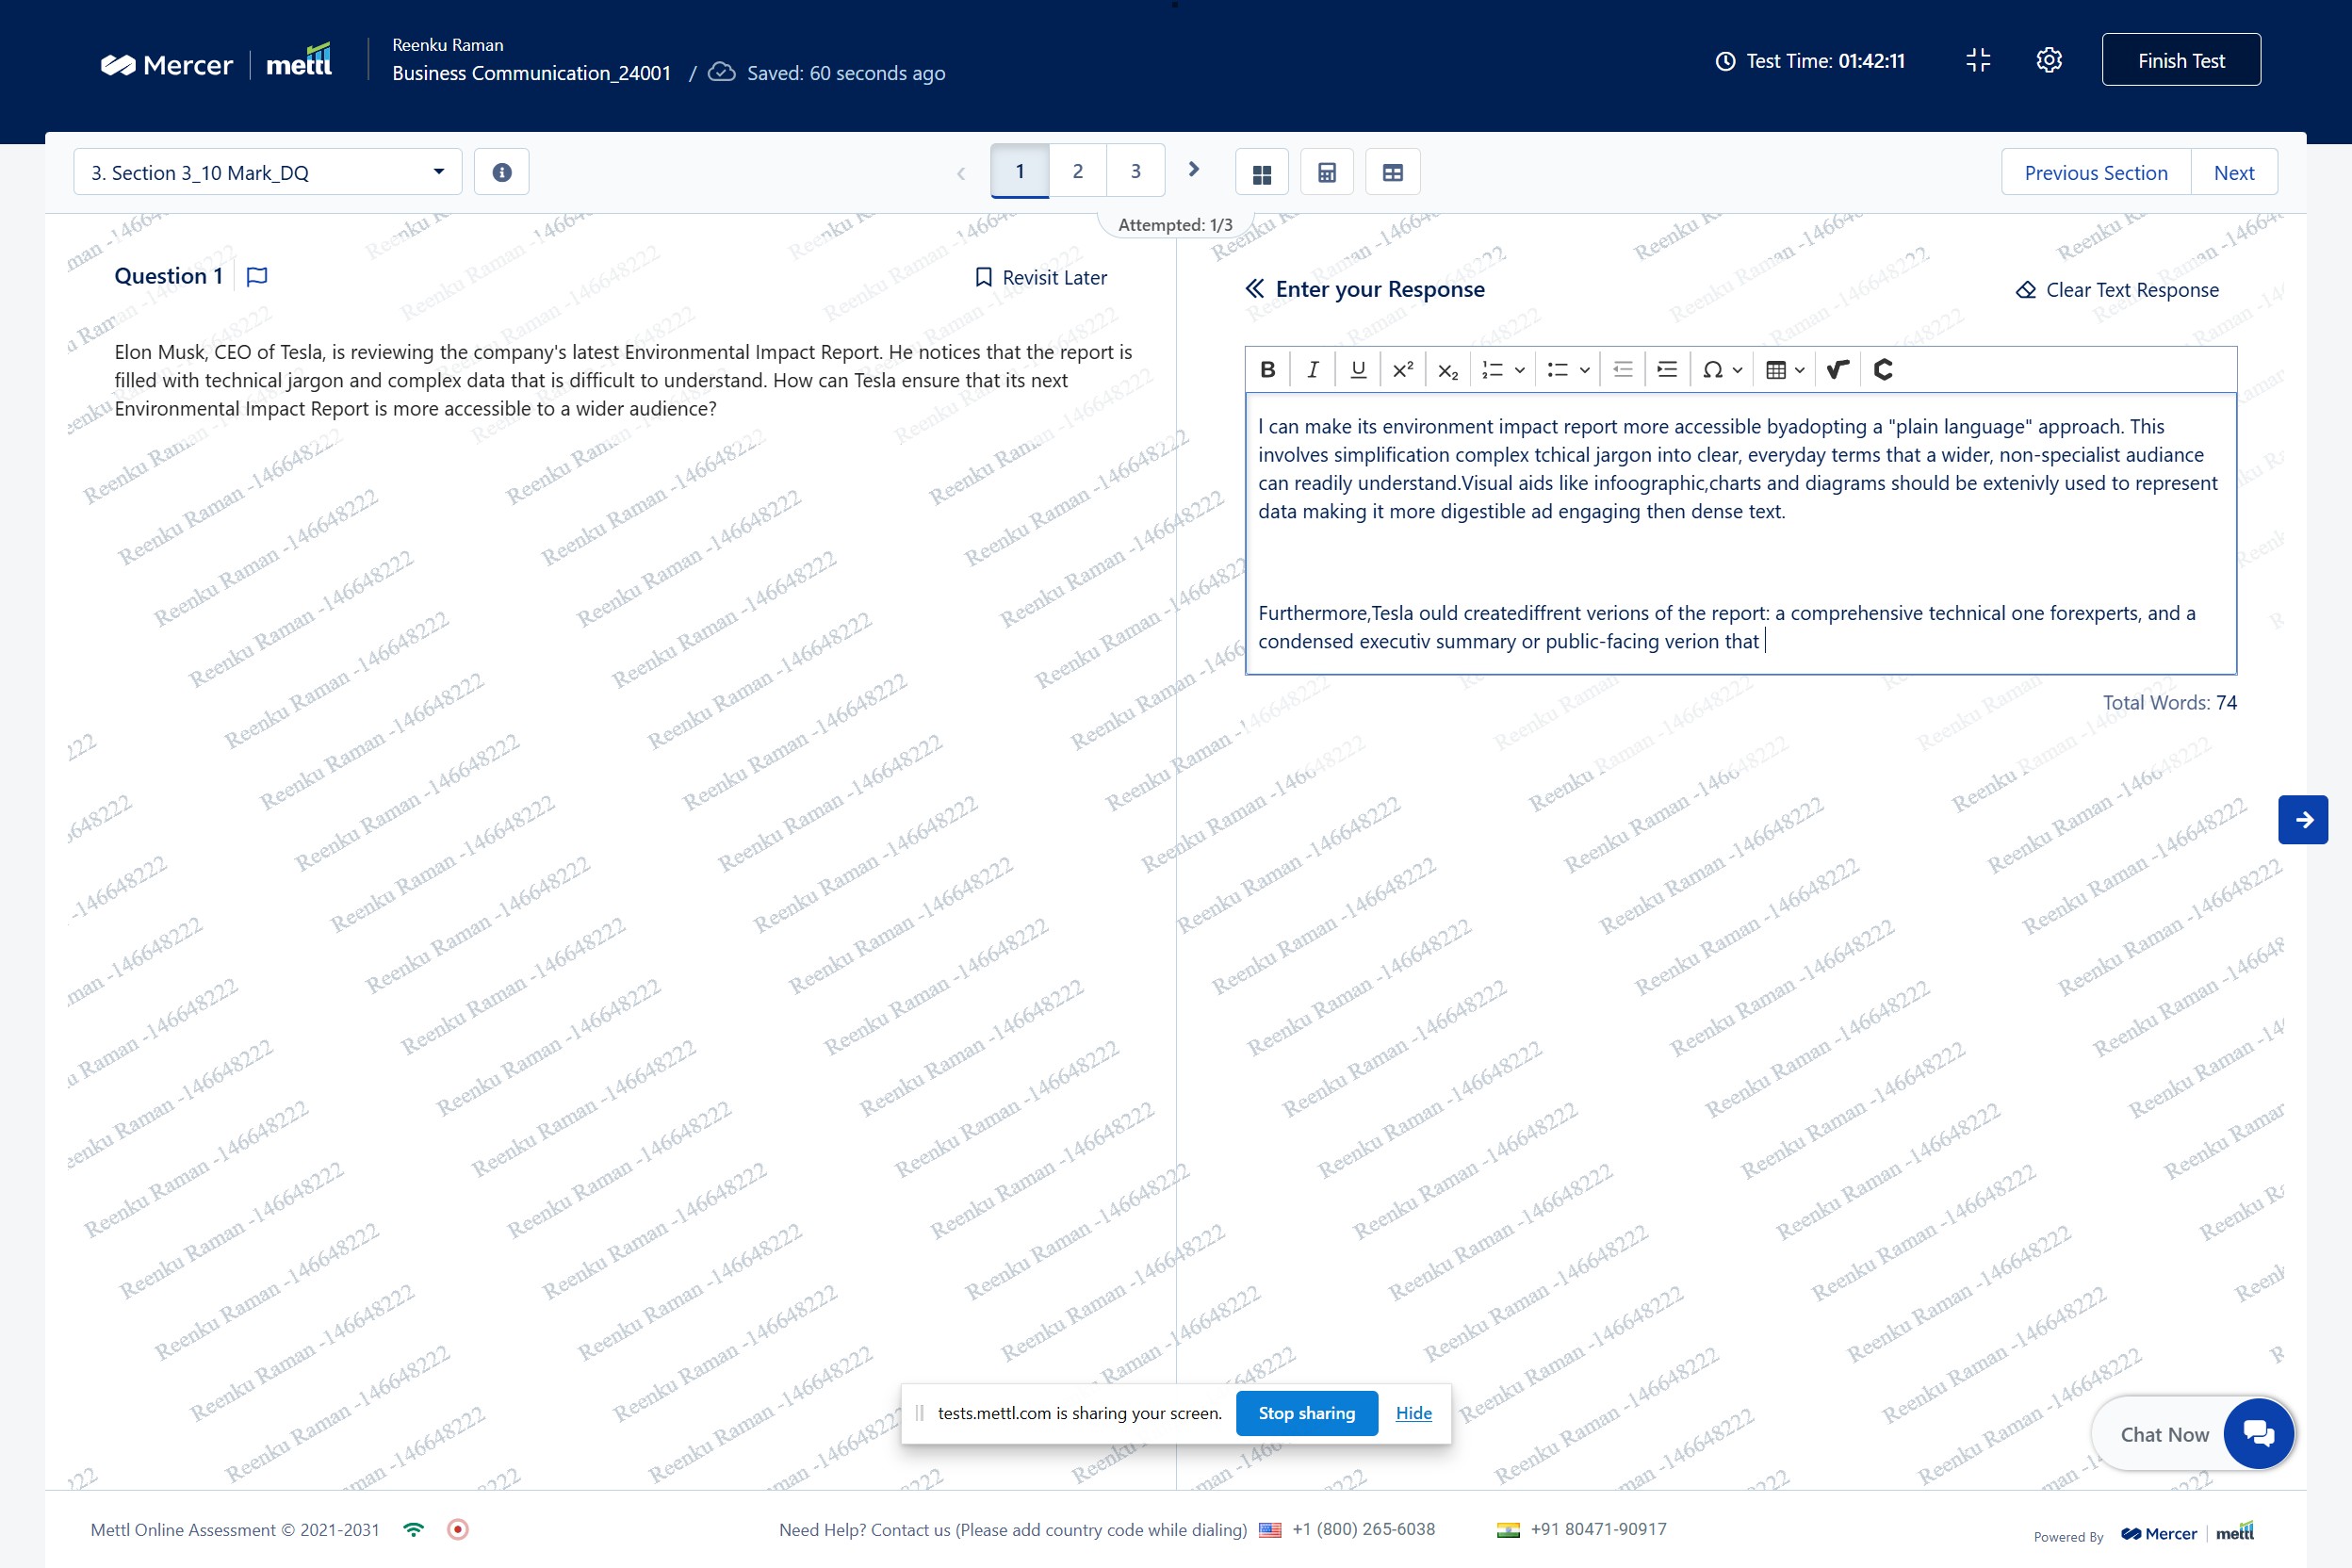 Mercer | mettl
Reenku Raman
Business Communication_24001 / Saved: 60 seconds ago
Test Time: 01:42:11
Finish Test
3. Section 3_10 Mark_DQ
1 2 3
Previous Section Next
Attempted: 1/3
Question 1
Revisit Later
Elon Musk, CEO of Tesla, is reviewing the company's latest Environmental Impact Report. He notices that the report is
filled with technical jargon and complex data that is difficult to understand. How can Tesla ensure that its next
Environmental Impact Report is more accessible to a wider audience?
Enter your Response
Clear Text Response
B I U x² x₂ Ω
I can make its environment impact report more accessible byadopting a "plain language" approach. This
involves simplification complex tchical jargon into clear, everyday terms that a wider, non-specialist audiance
can readily understand.Visual aids like infoographic,charts and diagrams should be extenivly used to represent
data making it more digestible ad engaging then dense text.
Furthermore,Tesla ould creatediffrent verions of the report: a comprehensive technical one forexperts, and a
condensed executiv summary or public-facing verion that
Total Words: 74
Reenku Raman -146648222
tests.mettl.com is sharing your screen.
Stop sharing
Hide
Chat Now
Mettl Online Assessment © 2021-2031
Need Help? Contact us (Please add country code while dialing) +1 (800) 265-6038 +91 80471-90917
Powered By Mercer | mettl